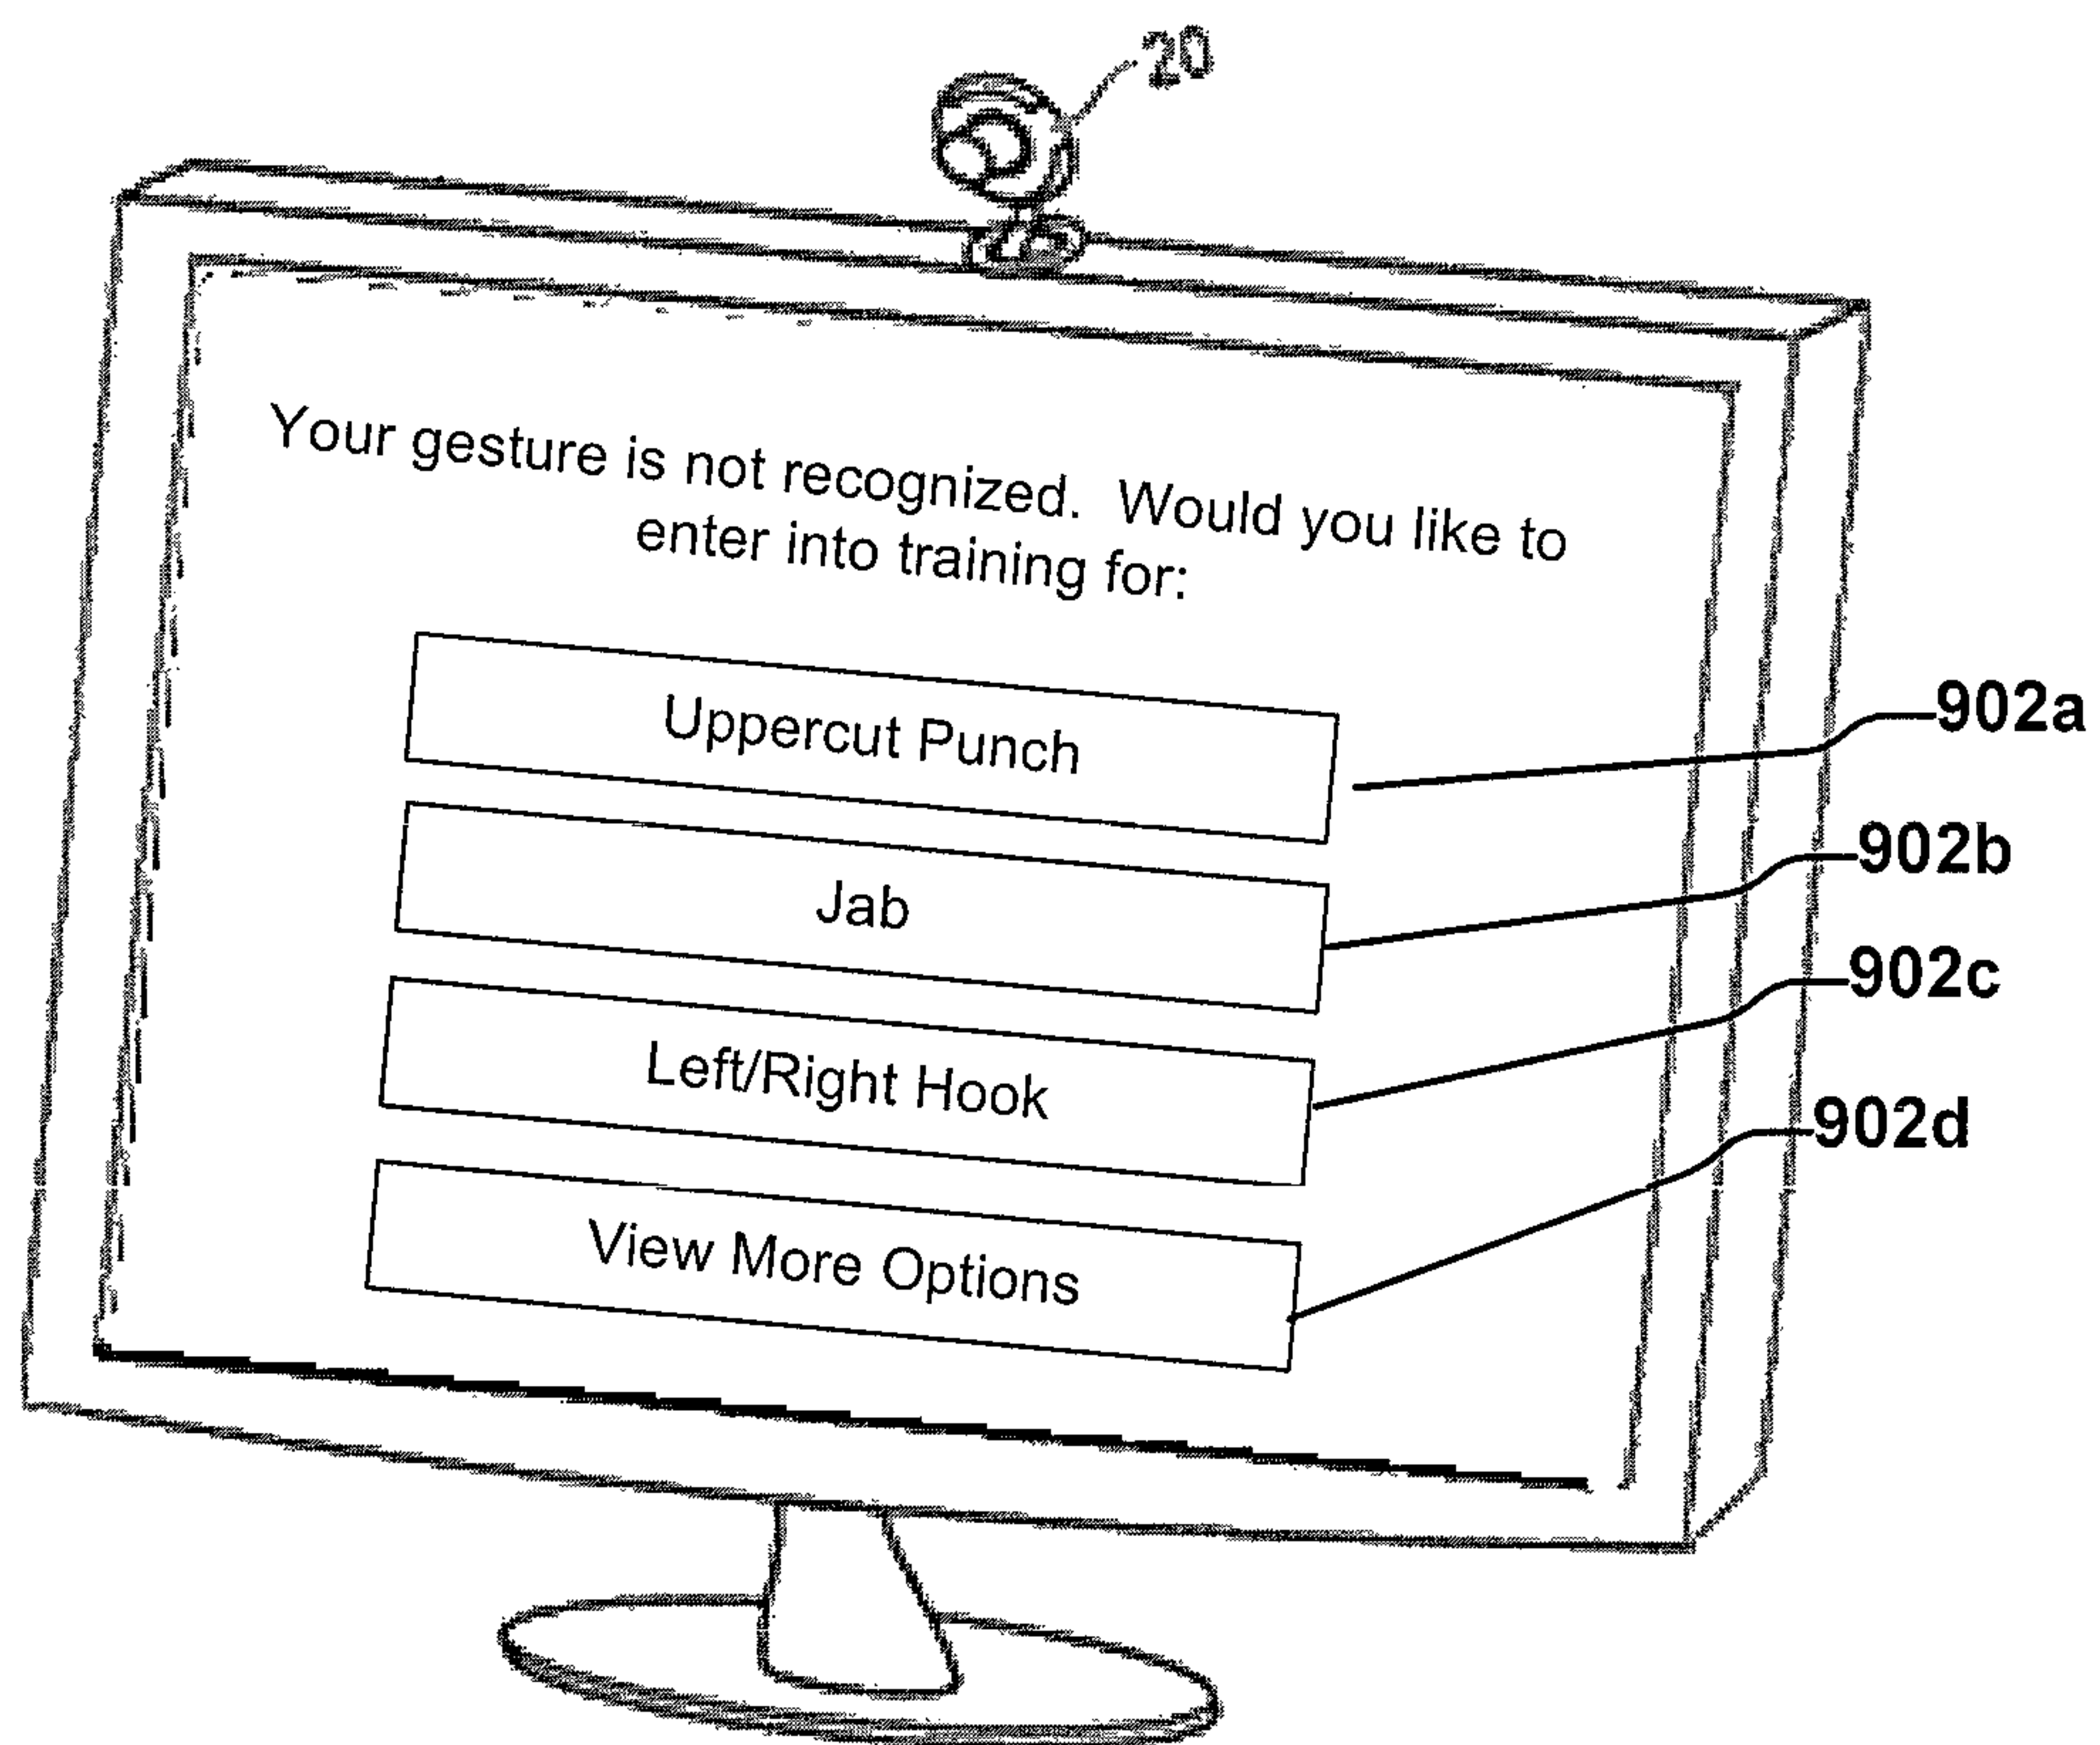 20
Your gesture is not recognized. Would you like to
enter into training for:
Uppercut Punch
902a
Jab
902b
Left/Right Hook
902c
View More Options
902d